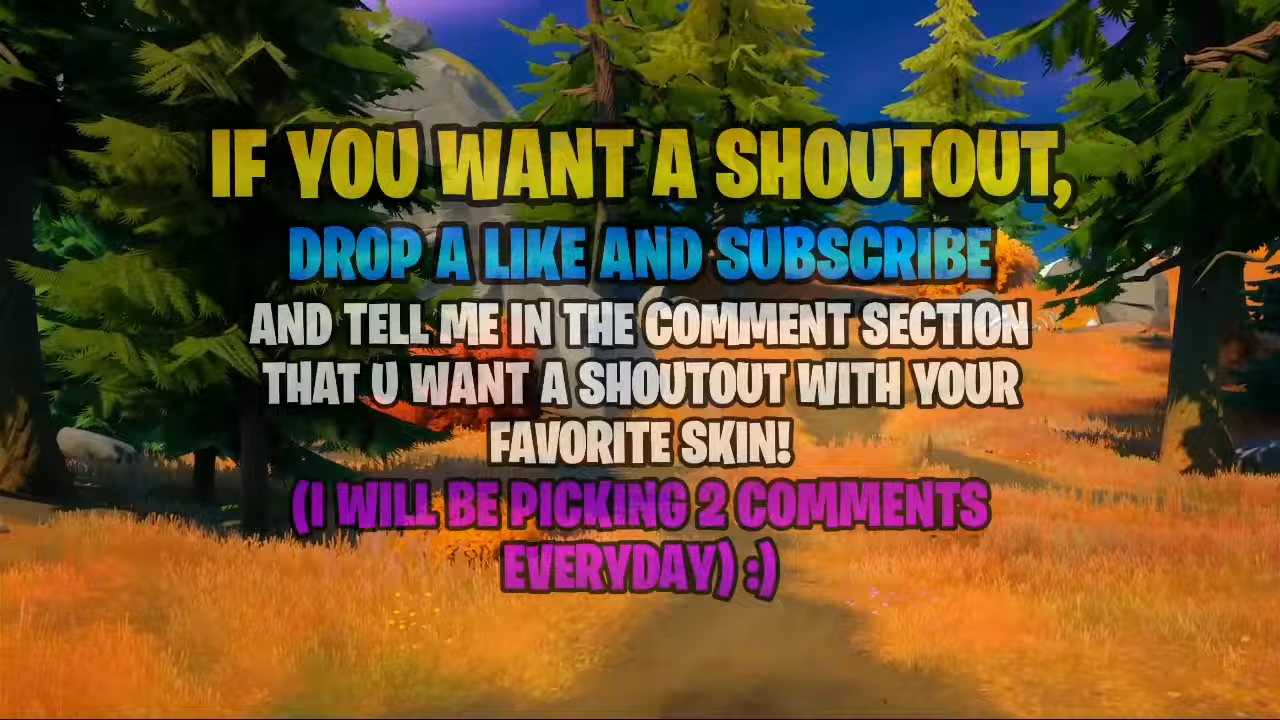 IF YOU WANT A SHOUTOUT,
DROP A LIKE AND SUBSCRIBE
AND TELL ME IN THE COMMENT SECTION
THAT U WANT A SHOUTOUT WITH YOUR
FAVORITE SKIN!
(I WILL BE PICKING 2 COMMENTS
EVERYDAY) :)